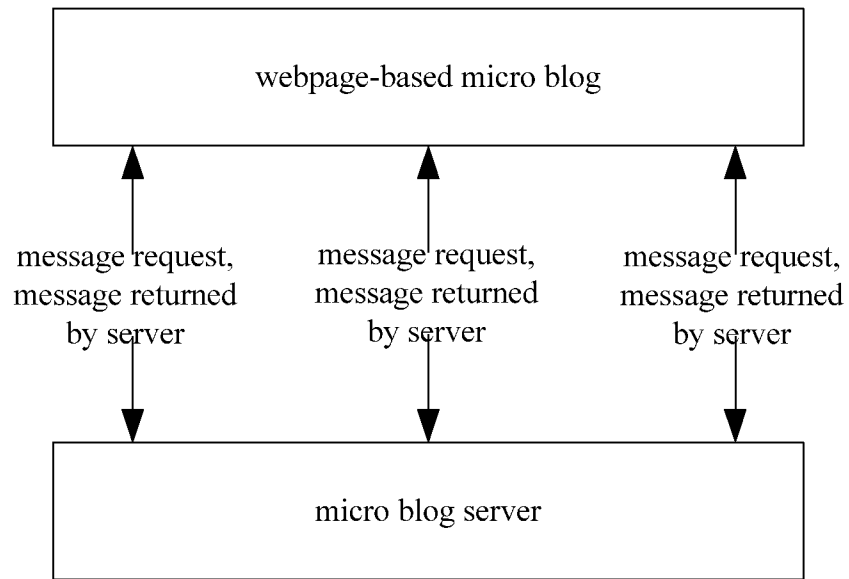 webpage-based micro blog
message request,
message returned
by server
message request,
message returned
by server
message request,
message returned
by server
micro blog server